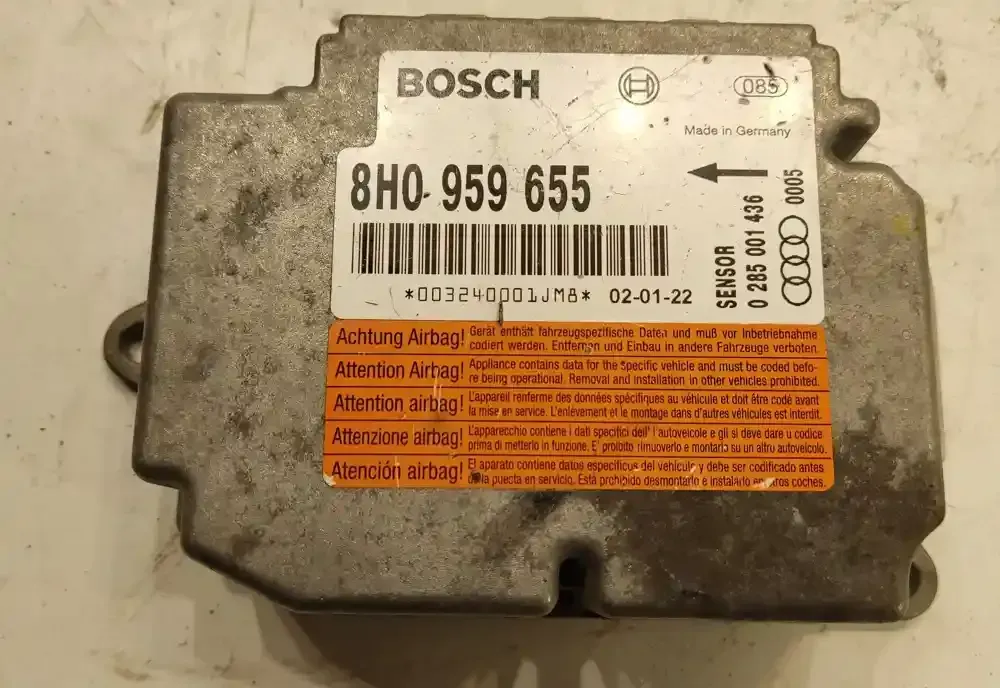 BOSCH
085
Made in Germany
8H0 959 655
*003240001JM8* 02-01-22
SENSOR
0 285 001 436
0005
Achtung Airbag! Gerät enthält fahrzeugspezifische Daten und muß vor Inbetriebnahme
codiert werden. Entfernen und Einbau in andere Fahrzeuge verboten.
Attention Airbag! Appliance contains data for the specific vehicle and must be coded befo-
re being operational. Removal and installation in other vehicles prohibited.
Attention airbag! L'appareil renferme des données spécifiques au véhicule et doit être codé avant
la mise en service. L'enlèvement et le montage dans d'autres véhicules est interdit.
Attenzione airbag! L'apparecchio contiene i dati specifici dell' l'autoveicolo e gli si deve dare u codice
prima di metterlo in funzione. E' proibito rimuoverlo e montarlo su un altro autoveicolo.
Atención airbag! El aparato contiene datos específicos del vehículo y debe ser codificado antes
de la puesta en servicio. Está prohibido desmontarlo e instalarlo en otros coches.